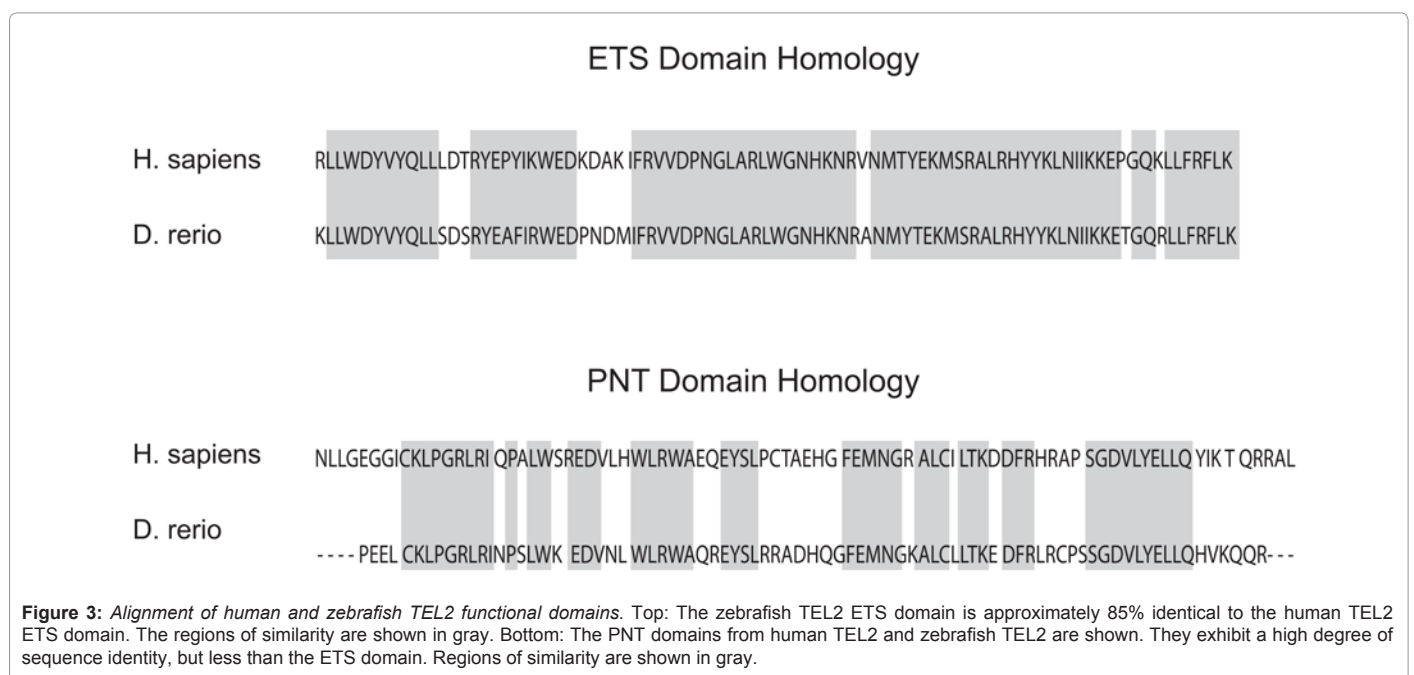 ETS Domain Homology
H. sapiens RLLWDYVYQLLLDTRYEPYIKWEDKDAK IFRVVDPNGLARLWGNHKNRVNMTYEKMSRALRHYYKLNIIKKEPGQKLLFRFLK
D. rerio KLLWDYVYQLLSDSRYEAFIRWEDPNDMIFRVVDPNGLARLWGNHKNRANMYTEKMSRALRHYYKLNIIKKETGQRLLFRFLK
PNT Domain Homology
H. sapiens NLLGEGGICKLPGRLRI QPALWSREDVLHWLRWAEQEYSLPCTAEHG FEMNGR ALCI LTKDDFRHRAP SGDVLYELLQ YIK T QRRAL
D. rerio
- - - - PEEL CKLPGRLRINPSLWK EDVNL WLRWAQREYSLRRADHQGFEMNGKALCLLTKE DFRLRCPSSGDVLYELLQHVKQQR- - -
Figure 3: Alignment of human and zebrafish TEL2 functional domains. Top: The zebrafish TEL2 ETS domain is approximately 85% identical to the human TEL2
ETS domain. The regions of similarity are shown in gray. Bottom: The PNT domains from human TEL2 and zebrafish TEL2 are shown. They exhibit a high degree of
sequence identity, but less than the ETS domain. Regions of similarity are shown in gray.